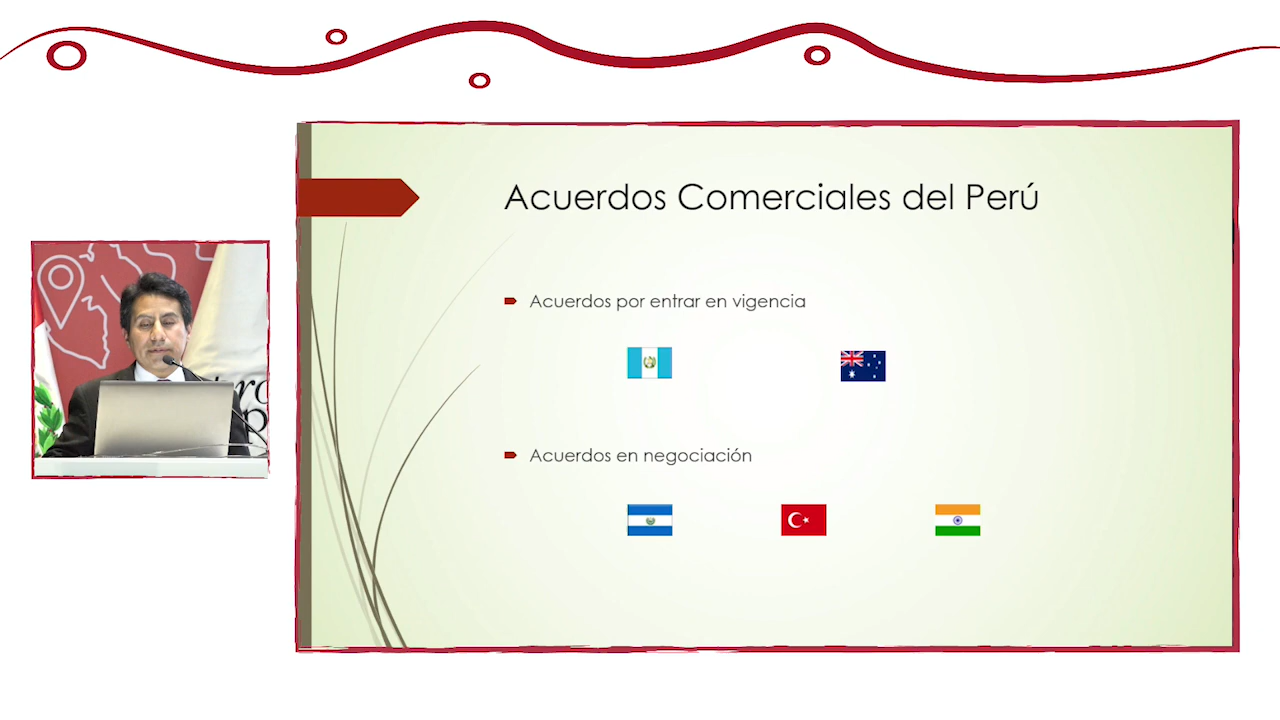 Acuerdos Comerciales del Perú
Acuerdos por entrar en vigencia
Acuerdos en negociación